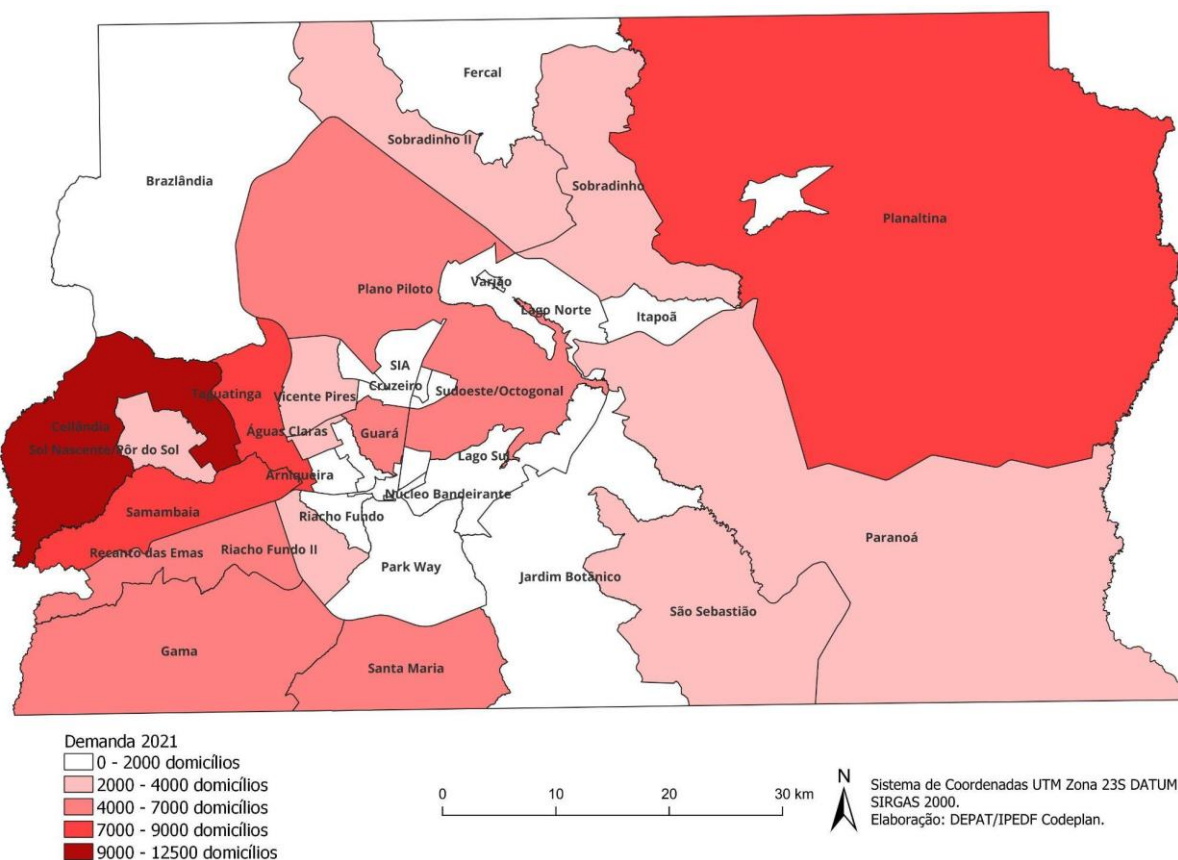 Fercal
Sobradinho II
Brazlândia
Sobradinho
Planaltina
Varjão
Plano Piloto
Lago Norte
Itapoã
SIA
Cruzeiro
Taguatinga
Vicente Pires
Sudoeste/Octogonal
Ceilândia
Águas Claras
Guará
Sol Nascente/Pôr do Sol
Lago Sul
Arniqueira
Núcleo Bandeirante
Samambaia
Riacho Fundo
Paranoá
Recanto das Emas
Riacho Fundo II
Park Way
Jardim Botânico
São Sebastião
Gama
Santa Maria
Demanda 2021
0 - 2000 domicílios
2000 - 4000 domicílios
4000 - 7000 domicílios
7000 - 9000 domicílios
9000 - 12500 domicílios
0 10 20 30 km
N
Sistema de Coordenadas UTM Zona 23S DATUM
SIRGAS 2000.
Elaboração: DEPAT/IPEDF Codeplan.